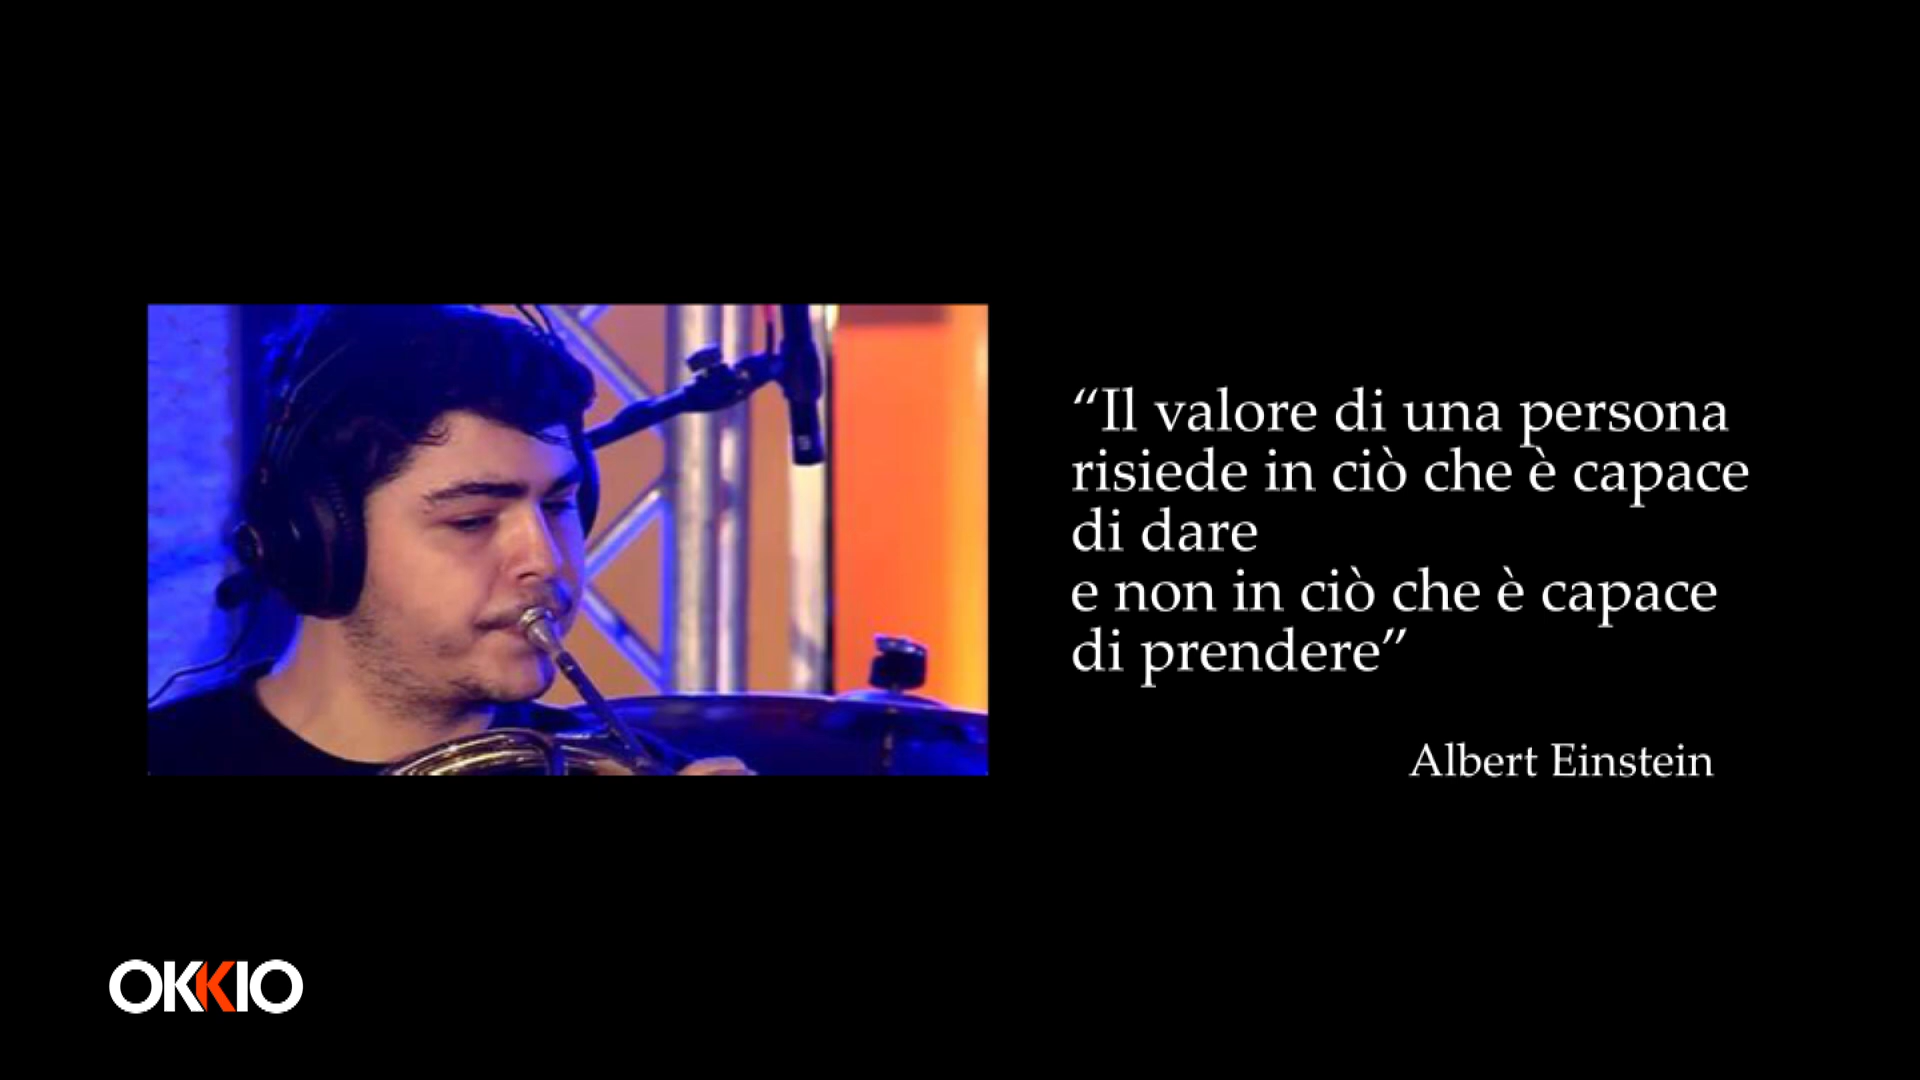 “Il valore di una persona
risiede in ciò che è capace
di dare
e non in ciò che è capace
di prendere”
Albert Einstein
OKKIO